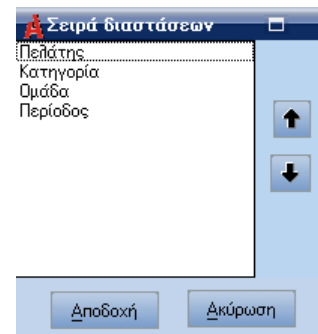 Σειρά διαστάσεων
Πελάτης
Κατηγορία
Ομάδα
Περίοδος
Αποδοχή
Ακύρωση